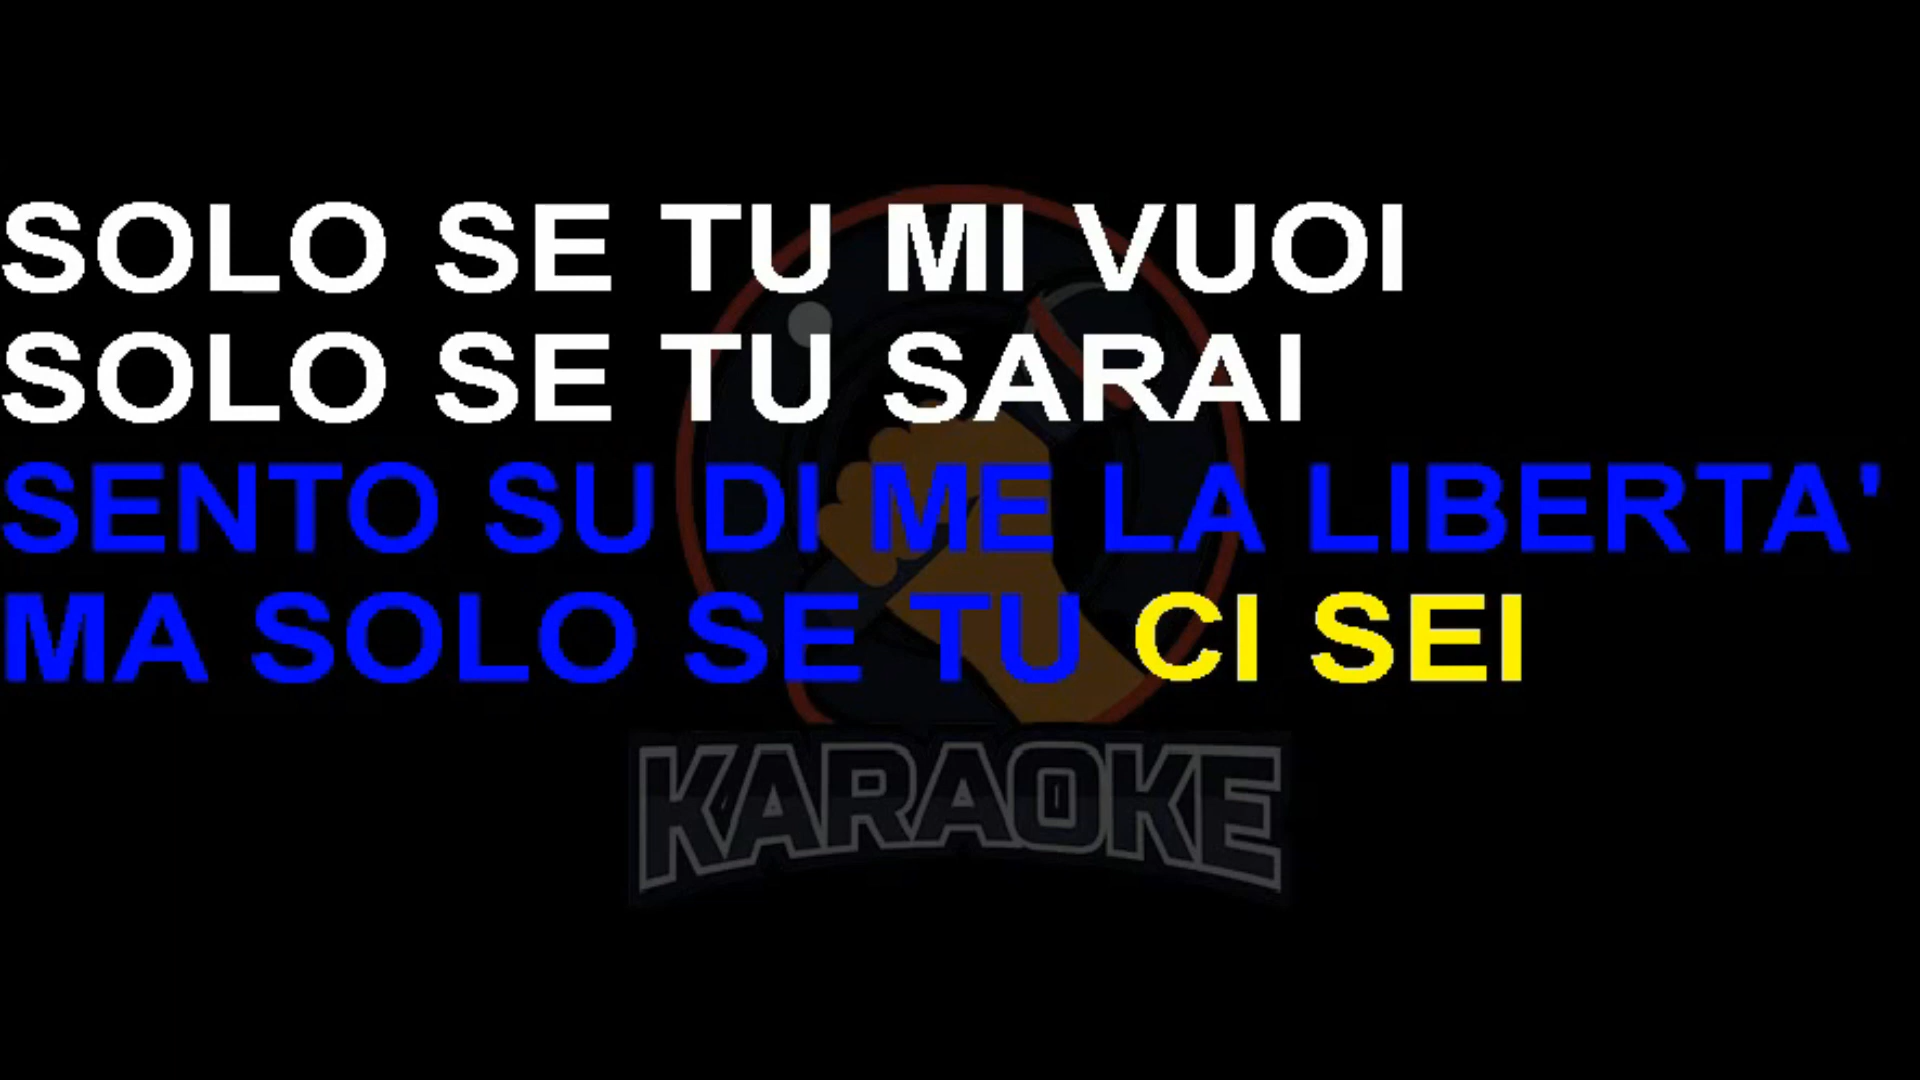 SOLO SE TU MI VUOI
SOLO SE TU SARAI
SENTO SU DI ME LA LIBERTA'
MA SOLO SE TU CI SEI
KARAOKE